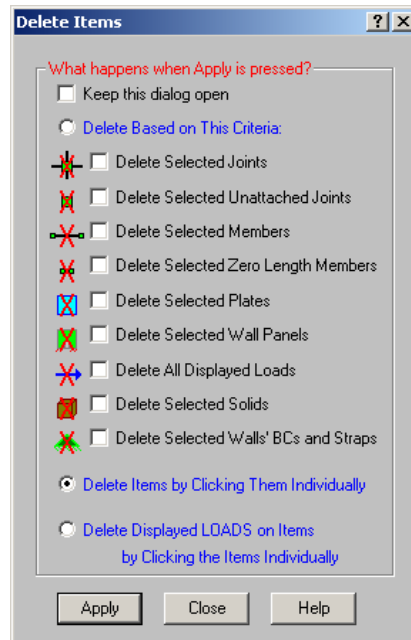 Delete Items
What happens when Apply is pressed?
Keep this dialog open
Delete Based on This Criteria:
Delete Selected Joints
Delete Selected Unattached Joints
Delete Selected Members
Delete Selected Zero Length Members
Delete Selected Plates
Delete Selected Wall Panels
Delete All Displayed Loads
Delete Selected Solids
Delete Selected Walls' BCs and Straps
Delete Items by Clicking Them Individually
Delete Displayed LOADS on Items
by Clicking the Items Individually
Apply Close Help